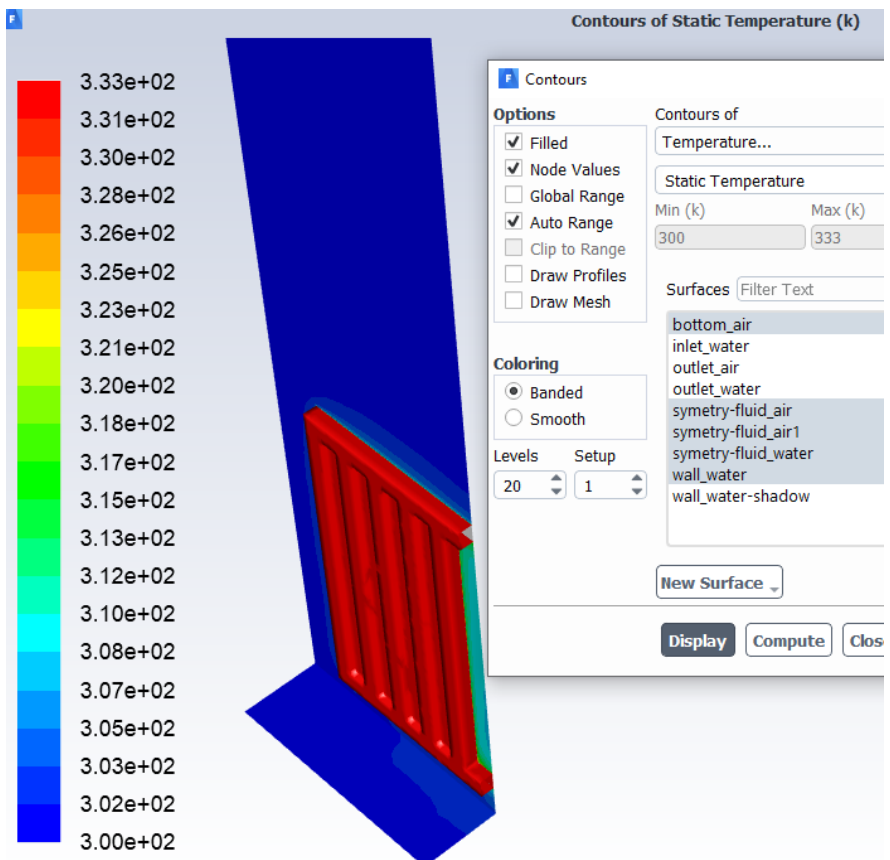 F
Contours of Static Temperature (k)
3.33e+02
3.31e+02
3.30e+02
3.28e+02
3.26e+02
3.25e+02
3.23e+02
3.21e+02
3.20e+02
3.18e+02
3.17e+02
3.15e+02
3.13e+02
3.12e+02
3.10e+02
3.08e+02
3.07e+02
3.05e+02
3.03e+02
3.02e+02
3.00e+02
F Contours
Options
Filled
Node Values
Global Range
Auto Range
Clip to Range
Draw Profiles
Draw Mesh
Coloring
Banded
Smooth
Levels Setup
20 1
Contours of
Temperature...
Static Temperature
Min (k) Max (k)
300 333
Surfaces Filter Text
bottom_air
inlet_water
outlet_air
outlet_water
symetry-fluid_air
symetry-fluid_air1
symetry-fluid_water
wall_water
wall_water-shadow
New Surface
Display Compute Clos